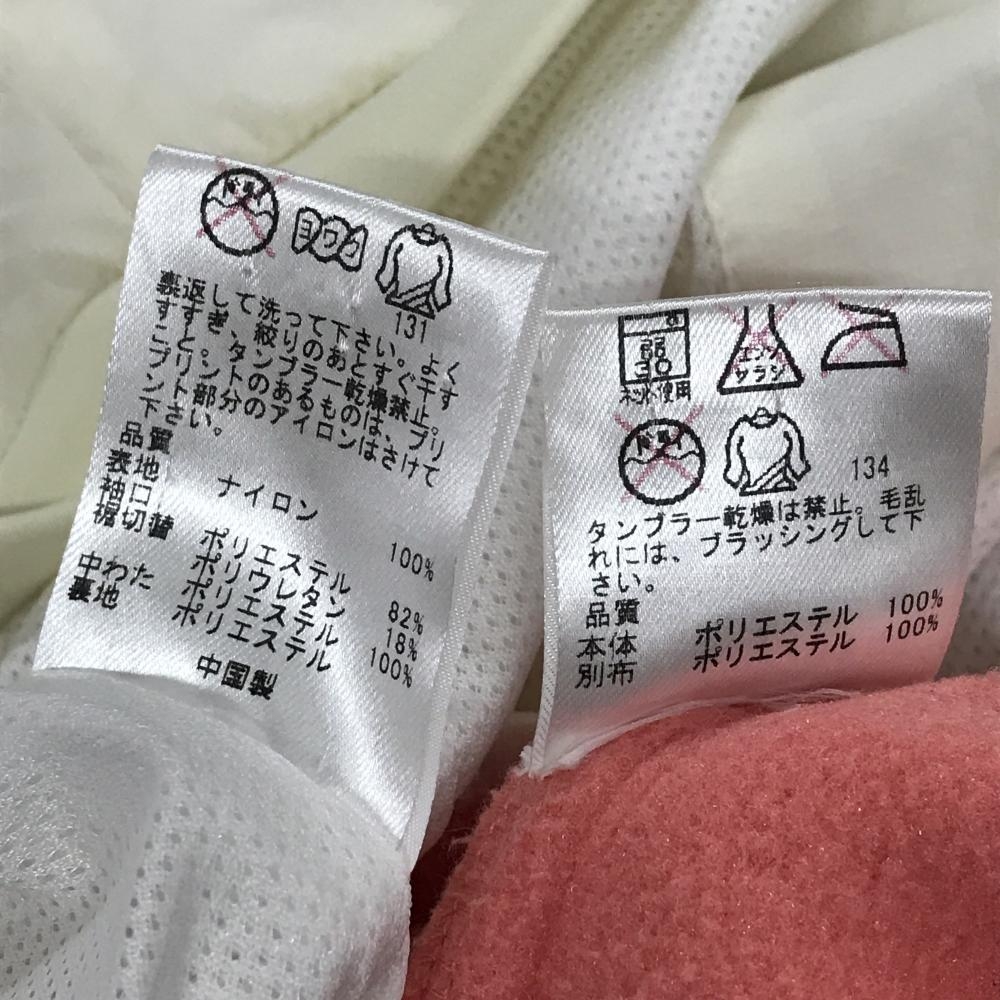 ドライ
ヨワク
131
裏返して洗って下さい。よく
すすぎ、絞りのあとすぐ干す
こと。タンブラー乾燥禁止。
プリントのあるものは、プリ
ント部分のアイロンはさけて
下さい。
品質
表地 ナイロン 100%
袖口 ポリエステル 82%
裾切替 ポリウレタン 18%
中わた ポリエステル 100%
裏地 ポリエステル
中国製
弱
30
ネット使用
エンソ
サラシ
ドライ
134
タンブラー乾燥は禁止。毛乱
れには、ブラッシングして下
さい。
品質
本体 ポリエステル 100%
別布 ポリエステル 100%